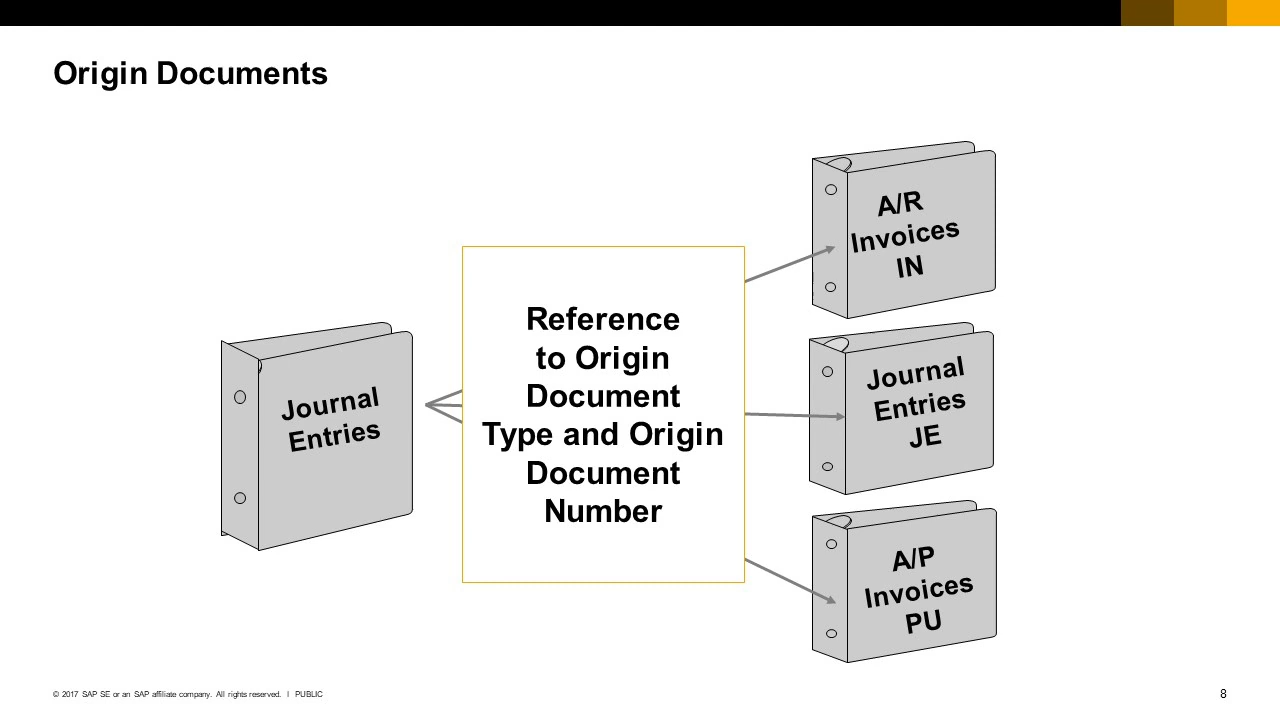 Origin Documents
A/R
Invoices
IN
Reference
to Origin
Document
Type and Origin
Document
Number
Journal
Entries
Journal
Entries
JE
A/P
Invoices
PU
© 2017 SAP SE or an SAP affiliate company. All rights reserved. I PUBLIC
8